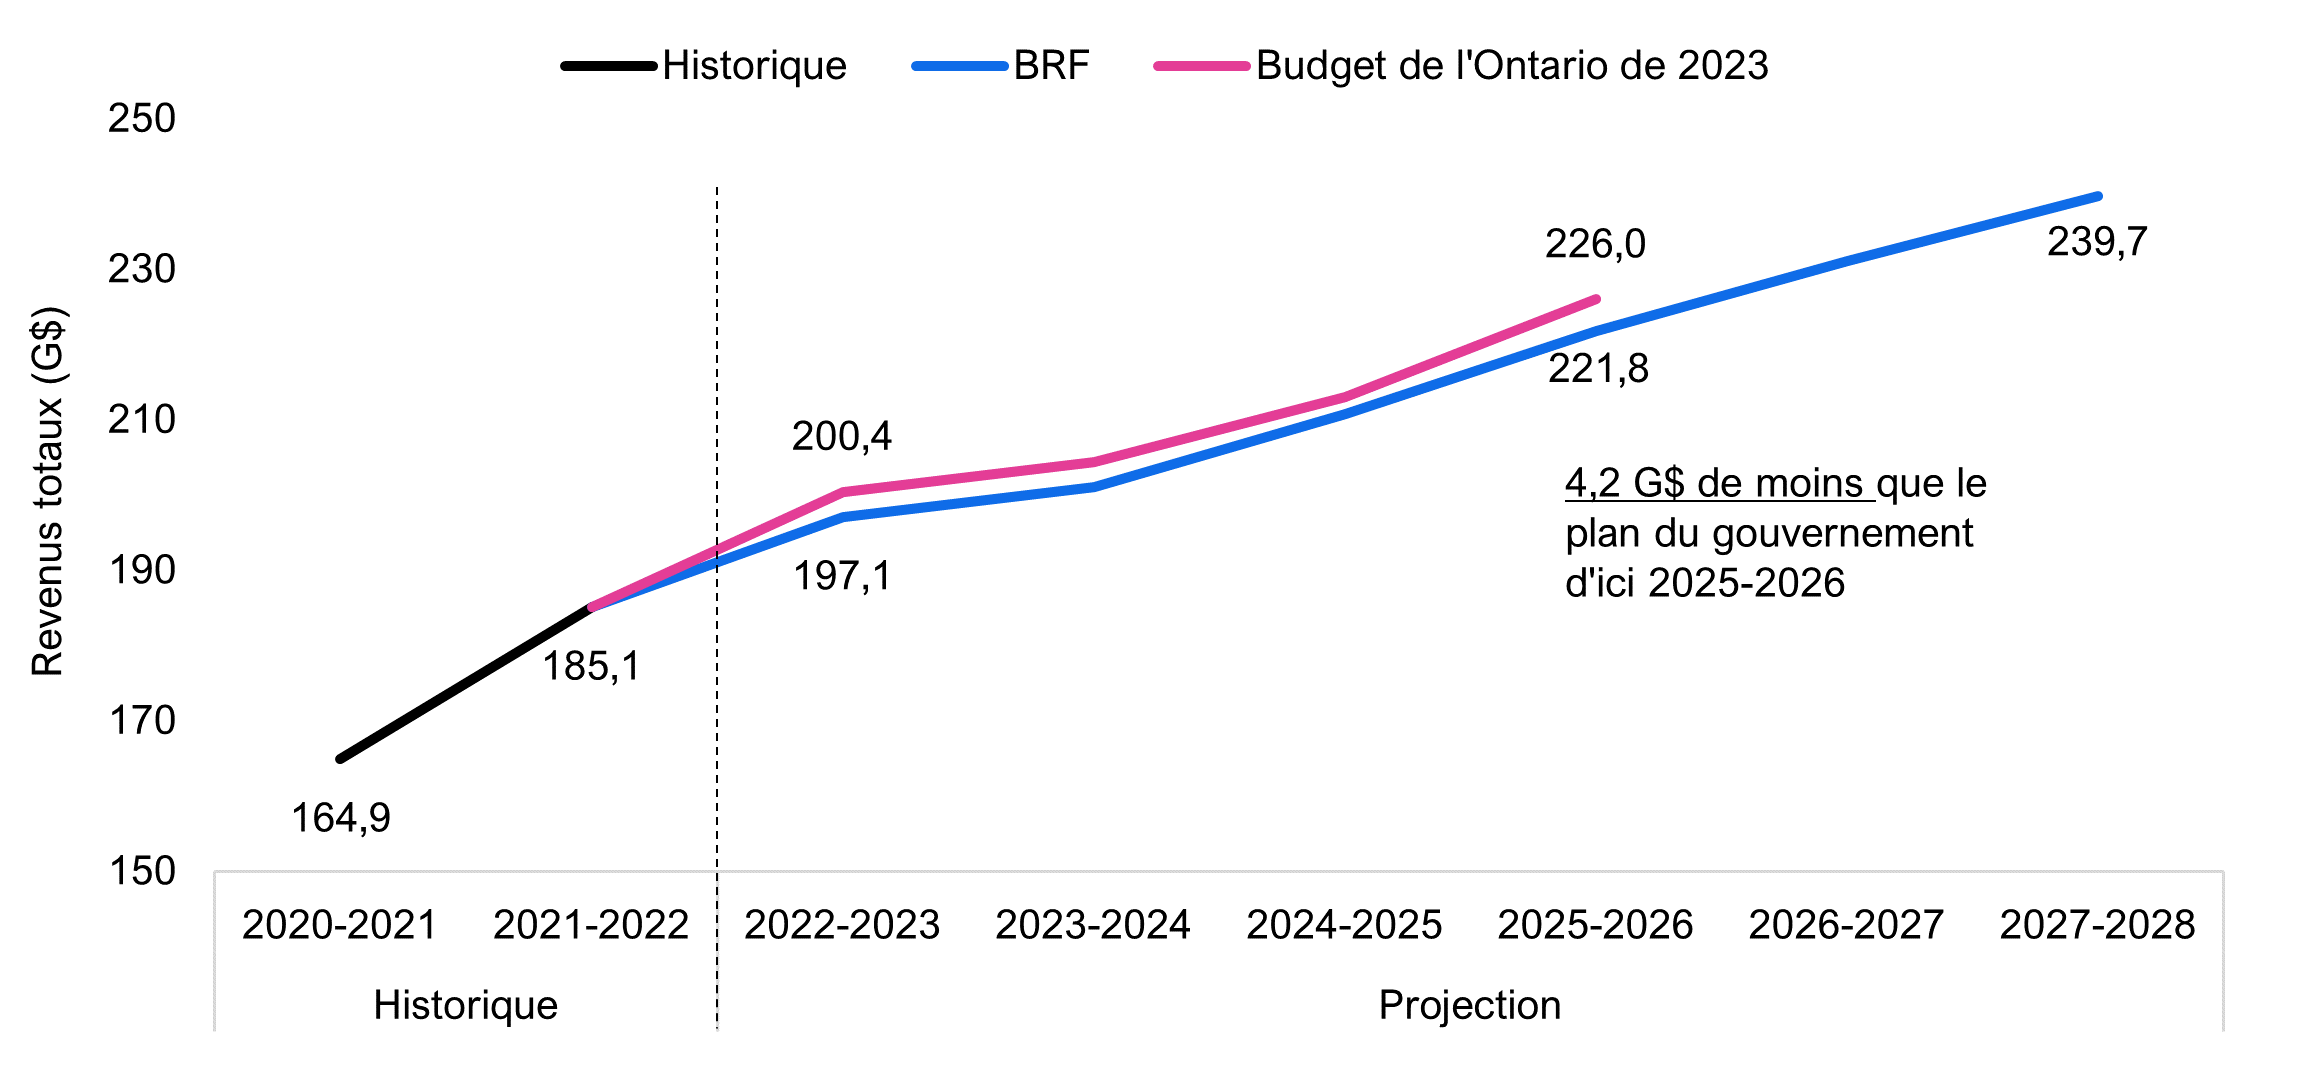 Historique
BRF
Budget de l'Ontario de 2023
Revenus totaux (G$)
250
230
210
190
170
150
164,9
185,1
200,4
197,1
226,0
221,8
239,7
4,2 G$ de moins que le
plan du gouvernement
d'ici 2025-2026
2020-2021
2021-2022
2022-2023
2023-2024
2024-2025
2025-2026
2026-2027
2027-2028
Historique
Projection